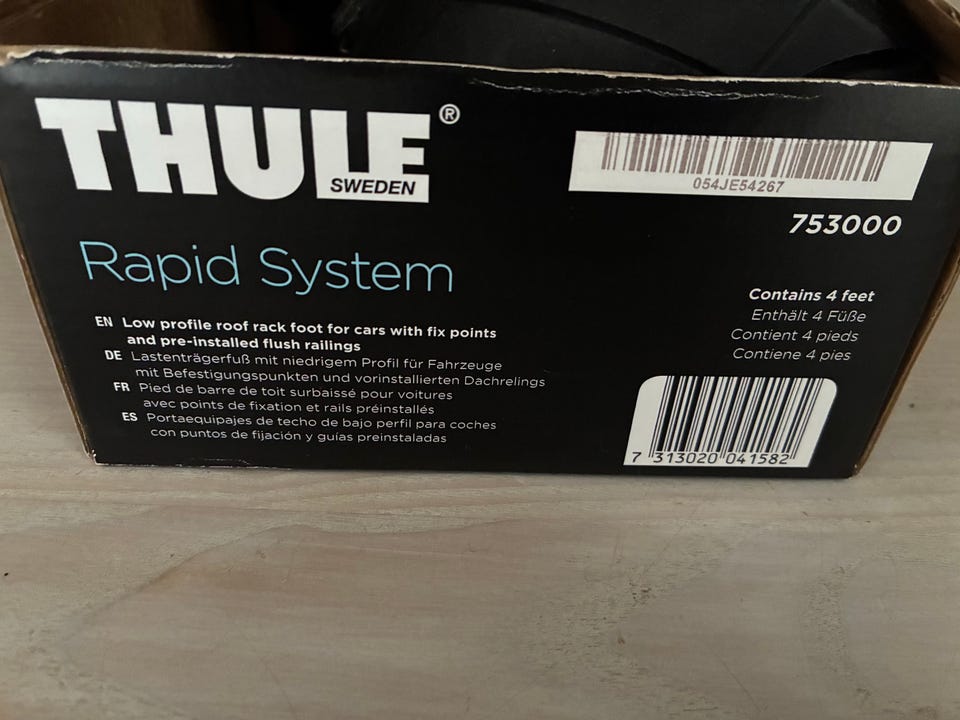 THULE®
SWEDEN
054JE54267
753000
Rapid System
Contains 4 feet
Enthält 4 Füße
Contient 4 pieds
Contiene 4 pies
EN Low profile roof rack foot for cars with fix points
and pre-installed flush railings
DE Lastenträgerfuß mit niedrigem Profil für Fahrzeuge
mit Befestigungspunkten und vorinstallierten Dachrelings
FR Pied de barre de toit surbaissé pour voitures
avec points de fixation et rails préinstallés
ES Portaequipajes de techo de bajo perfil para coches
con puntos de fijación y guías preinstaladas
7 313020 041582